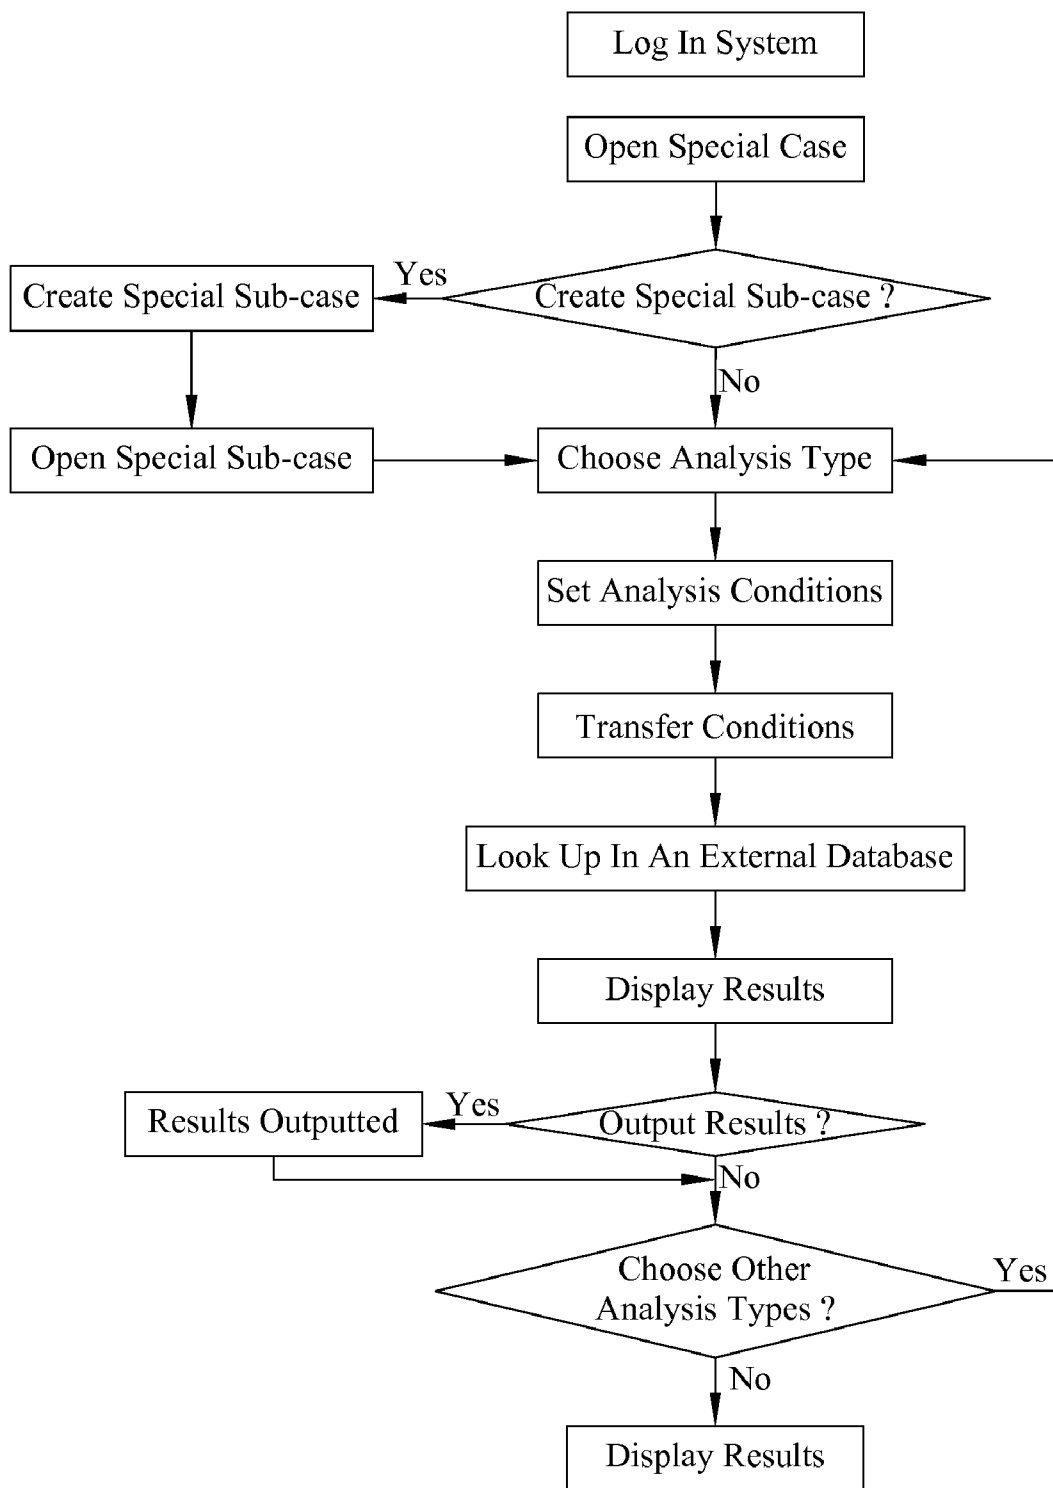 Log In System
Open Special Case
Yes
Create Special Sub-case
Create Special Sub-case ?
No
Open Special Sub-case
Choose Analysis Type
Set Analysis Conditions
Transfer Conditions
Look Up In An External Database
Display Results
Yes
Results Outputted
Output Results ?
No
Choose Other
Analysis Types ?
Yes
No
Display Results